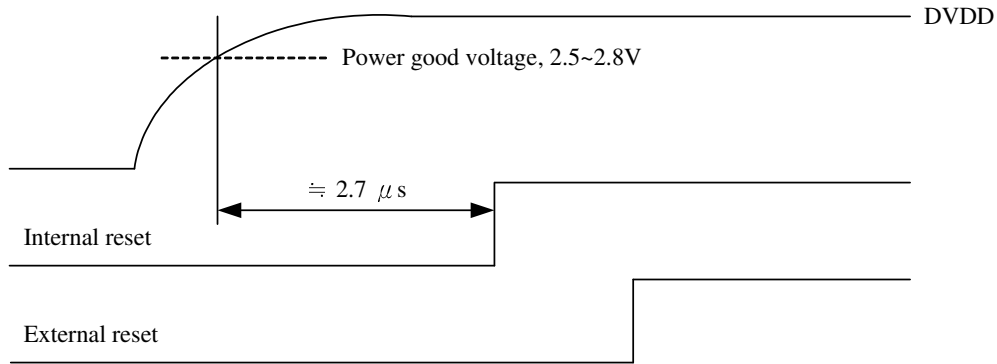 DVDD
Power good voltage, 2.5~2.8V
≒ 2.7 μs
Internal reset
External reset